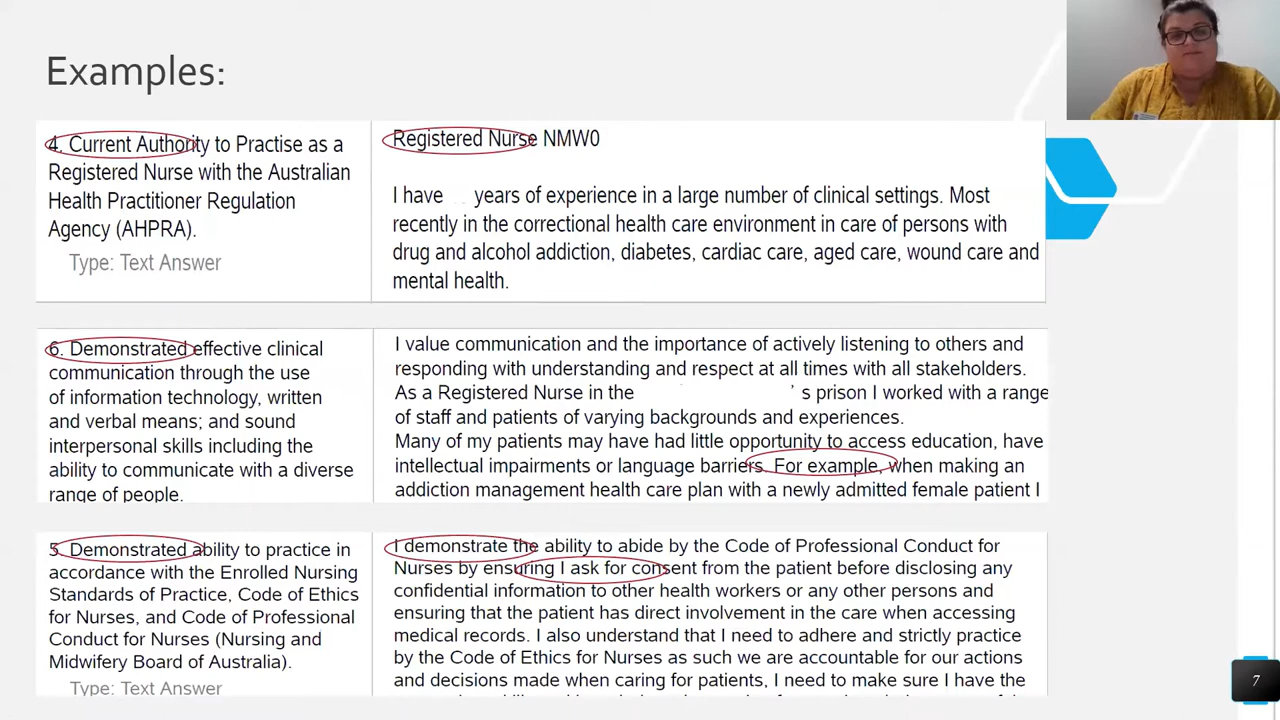 Examples:
4. Current Authority to Practise as a
Registered Nurse with the Australian
Health Practitioner Regulation
Agency (AHPRA).
Type: Text Answer
Registered Nurse NMW0
I have years of experience in a large number of clinical settings. Most
recently in the correctional health care environment in care of persons with
drug and alcohol addiction, diabetes, cardiac care, aged care, wound care and
mental health.
6. Demonstrated effective clinical
communication through the use
of information technology, written
and verbal means; and sound
interpersonal skills including the
ability to communicate with a diverse
range of people.
I value communication and the importance of actively listening to others and
responding with understanding and respect at all times with all stakeholders.
As a Registered Nurse in the 's prison I worked with a range
of staff and patients of varying backgrounds and experiences.
Many of my patients may have had little opportunity to access education, have
intellectual impairments or language barriers. For example, when making an
addiction management health care plan with a newly admitted female patient I
5. Demonstrated ability to practice in
accordance with the Enrolled Nursing
Standards of Practice, Code of Ethics
for Nurses, and Code of Professional
Conduct for Nurses (Nursing and
Midwifery Board of Australia).
Type: Text Answer
I demonstrate the ability to abide by the Code of Professional Conduct for
Nurses by ensuring I ask for consent from the patient before disclosing any
confidential information to other health workers or any other persons and
ensuring that the patient has direct involvement in the care when accessing
medical records. I also understand that I need to adhere and strictly practice
by the Code of Ethics for Nurses as such we are accountable for our actions
and decisions made when caring for patients, I need to make sure I have the
7